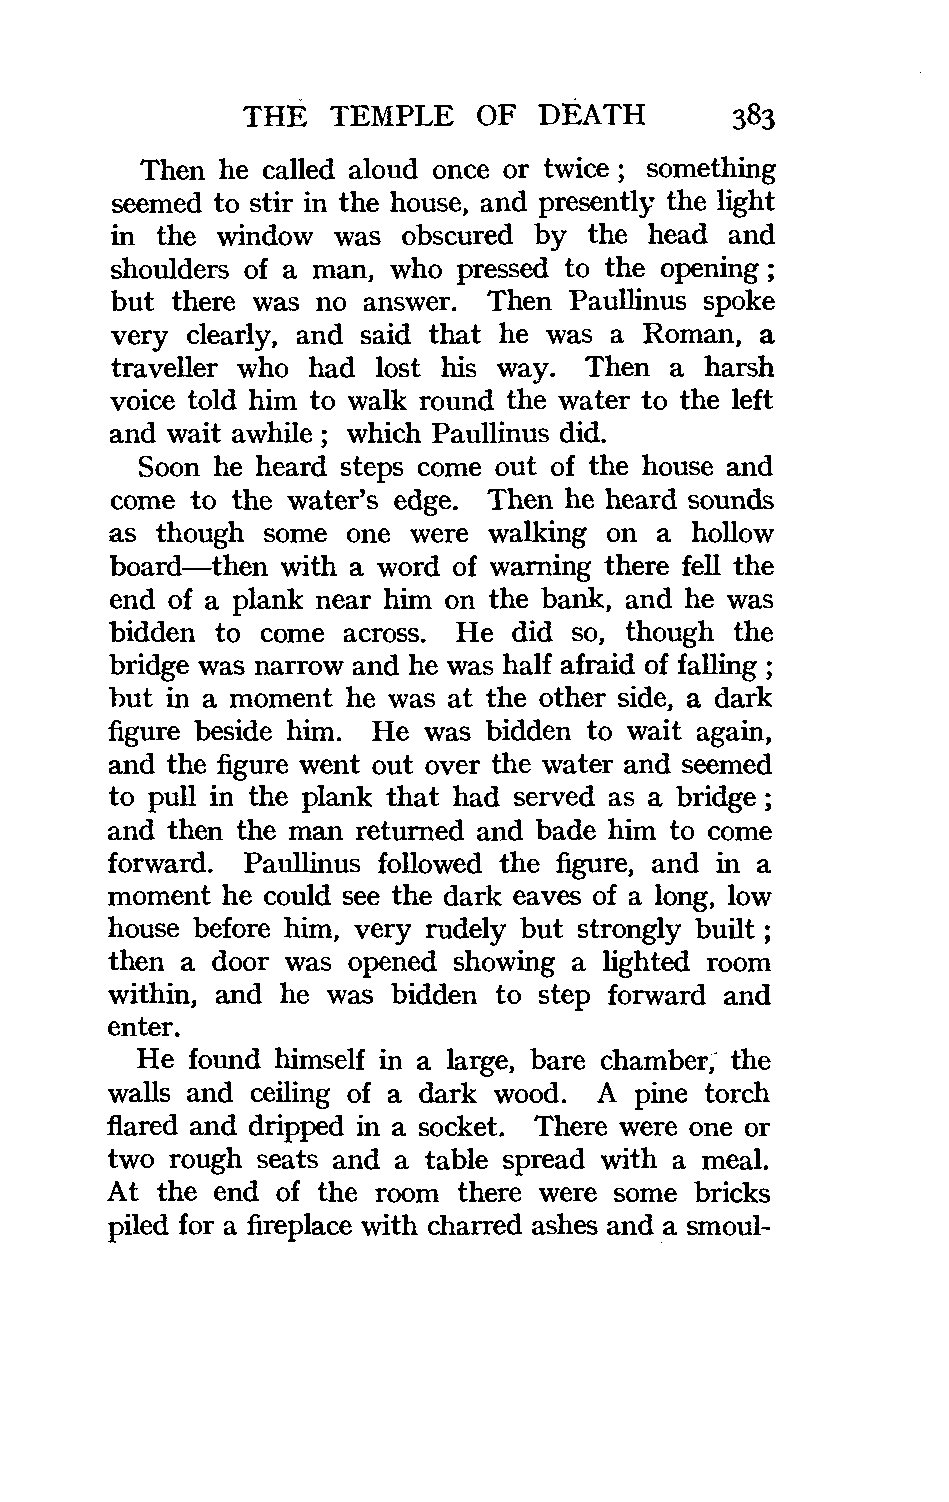 THE TEMPLE OF DEATH 383
Then he called aloud once or twice ; something
seemed to stir in the house, and presently the light
in the window was obscured by the head and
shoulders of a man, who pressed to the opening ;
but there was no answer. Then Paullinus spoke
very clearly, and said that he was a Roman, a
traveller who had lost his way. Then a harsh
voice told him to walk round the water to the left
and wait awhile ; which Paullinus did.
Soon he heard steps come out of the house and
come to the water's edge. Then he heard sounds
as though some one were walking on a hollow
board—then with a word of warning there fell the
end of a plank near him on the bank, and he was
bidden to come across. He did so, though the
bridge was narrow and he was half afraid of falling ;
but in a moment he was at the other side, a dark
figure beside him. He was bidden to wait again,
and the figure went out over the water and seemed
to pull in the plank that had served as a bridge ;
and then the man returned and bade him to come
forward. Paullinus followed the figure, and in a
moment he could see the dark eaves of a long, low
house before him, very rudely but strongly built ;
then a door was opened showing a lighted room
within, and he was bidden to step forward and
enter.
He found himself in a large, bare chamber, the
walls and ceiling of a dark wood. A pine torch
flared and dripped in a socket. There were one or
two rough seats and a table spread with a meal.
At the end of the room there were some bricks
piled for a fireplace with charred ashes and a smoul-